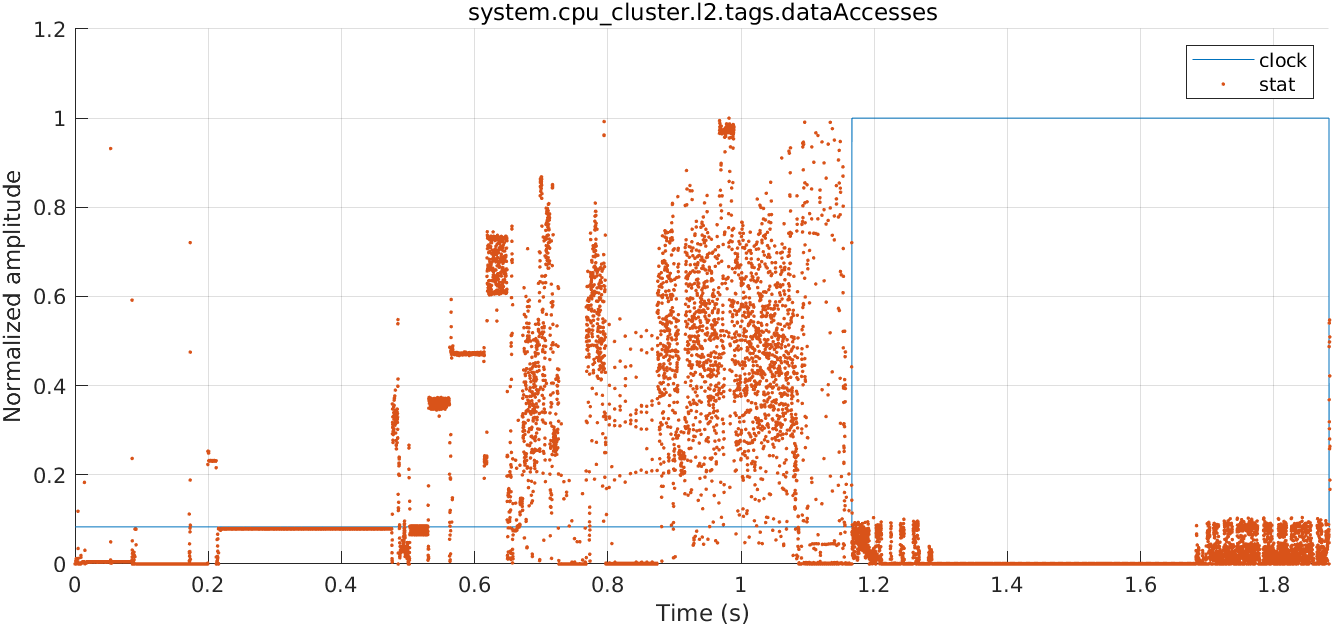 system.cpu_cluster.l2.tags.dataAccesses
Normalized amplitude
1.2
1
0.8
0.6
0.4
0.2
0
clock
stat
0 0.2 0.4 0.6 0.8 1 1.2 1.4 1.6 1.8
Time (s)